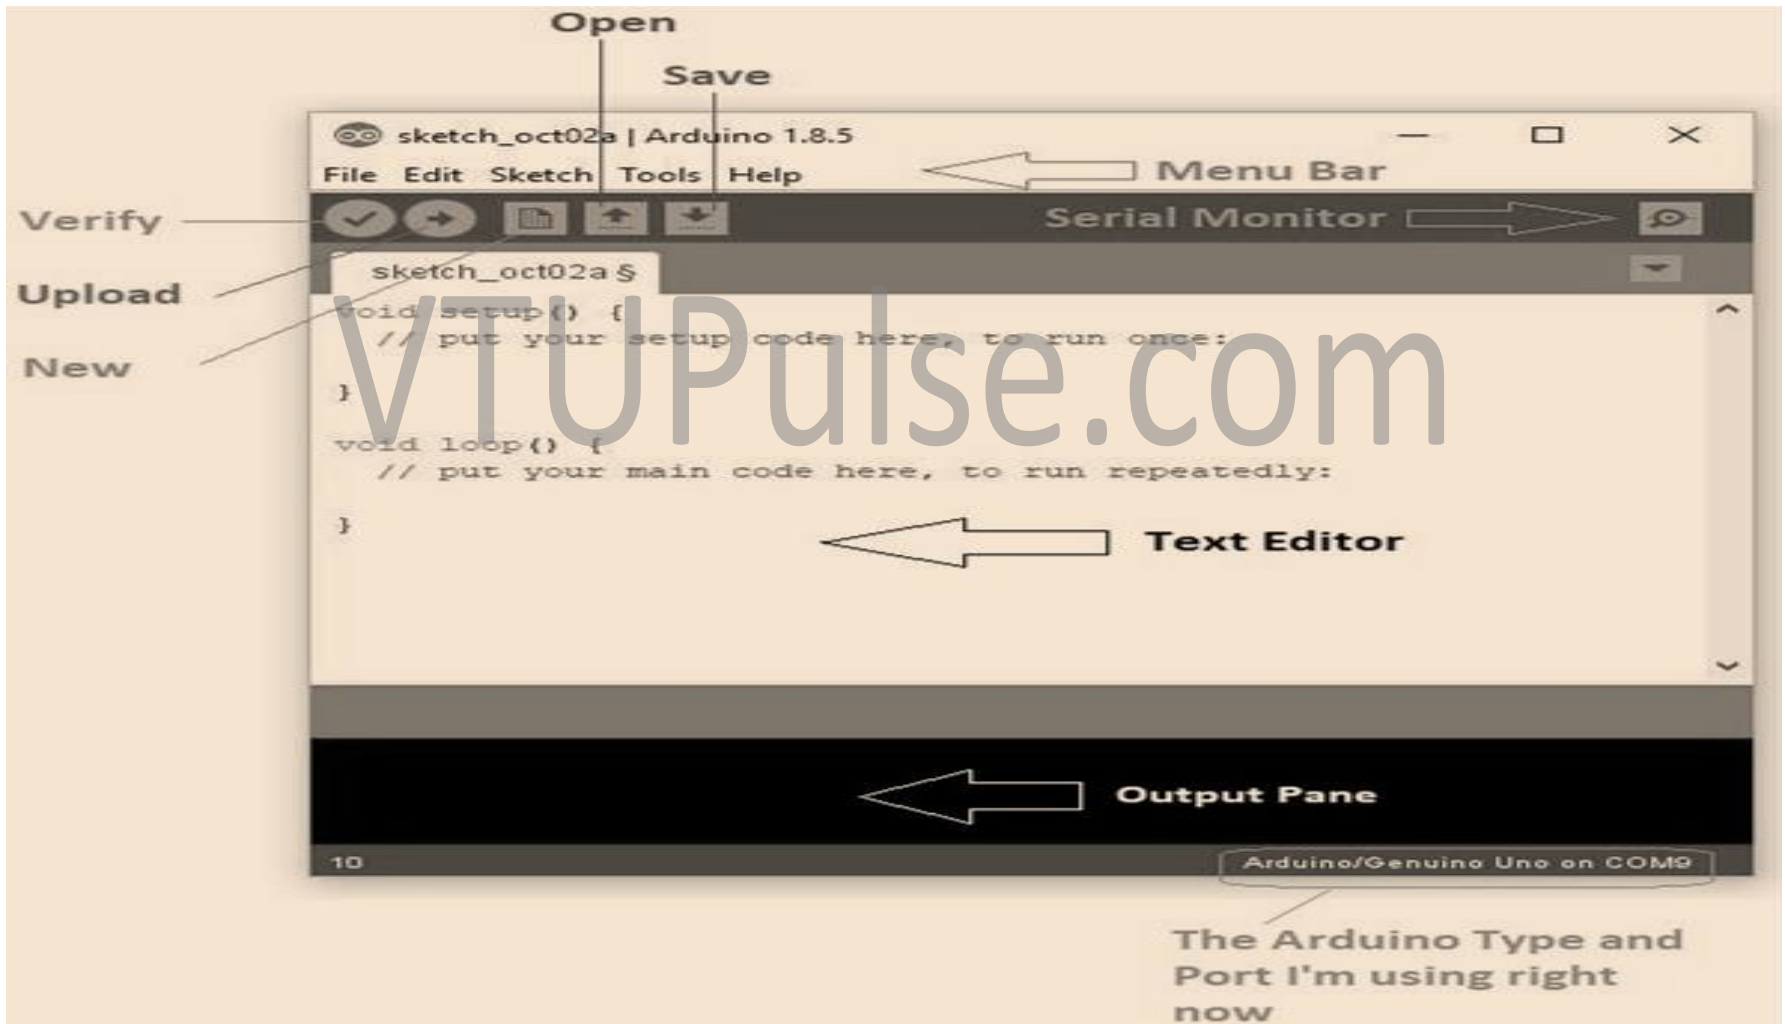 Open
Save
sketch_oct02a | Arduino 1.8.5
File Edit Sketch Tools Help
Menu Bar
Verify
Serial Monitor
Upload
sketch_oct02a §
New
void setup() {
// put your setup code here, to run once:
VTUPulse.com
}
void loop() {
// put your main code here, to run repeatedly:
}
Text Editor
Output Pane
10
Arduino/Genuino Uno on COM9
The Arduino Type and
Port I'm using right
now